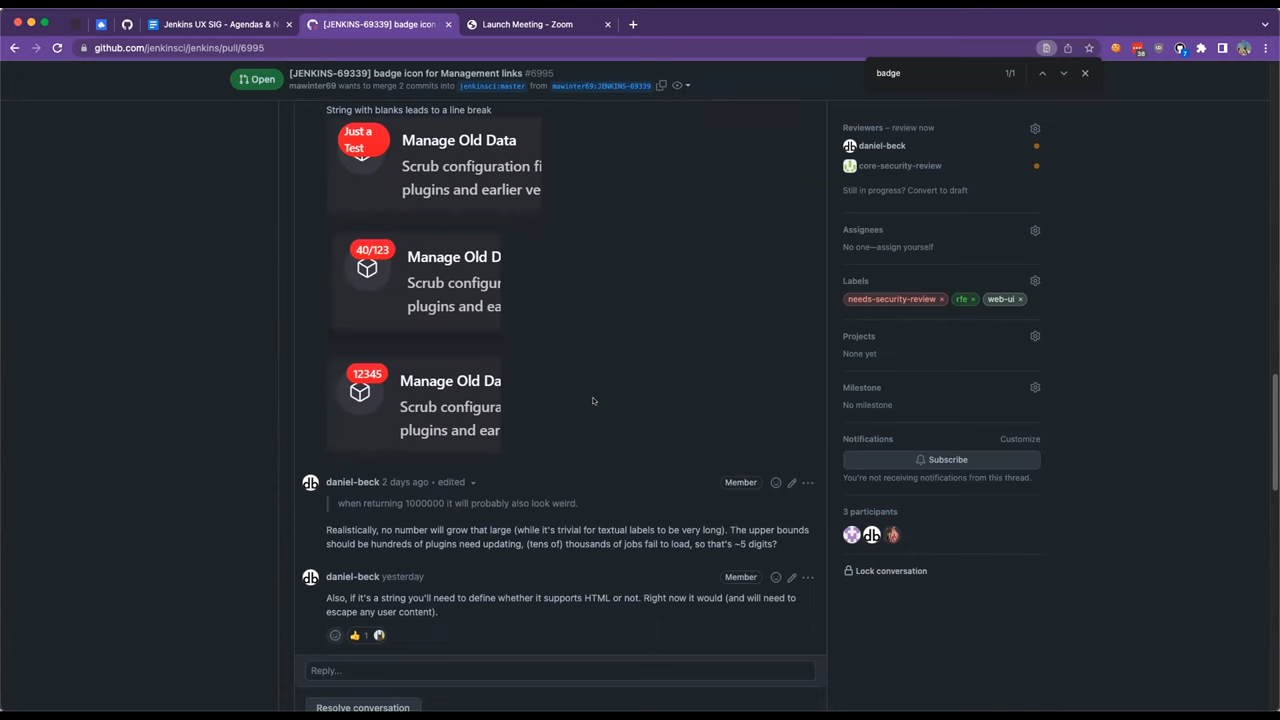 Jenkins UX SIG - Agendas & N
[JENKINS-69339] badge icon
Launch Meeting - Zoom
github.com/jenkinsci/jenkins/pull/6995
38
7
badge
1/1
Open
[JENKINS-69339] badge icon for Management links #6995
mawinter69 wants to merge 2 commits into jenkinsci:master from mawinter69:JENKINS-69339
String with blanks leads to a line break
Just a
Test
Manage Old Data
Scrub configuration fi
plugins and earlier ve
40/123
Manage Old D
Scrub configur
plugins and ea
12345
Manage Old Da
Scrub configura
plugins and ear
daniel-beck 2 days ago • edited
Member
when returning 1000000 it will probably also look weird.
Realistically, no number will grow that large (while it's trivial for textual labels to be very long). The upper bounds
should be hundreds of plugins need updating, (tens of) thousands of jobs fail to load, so that's ~5 digits?
daniel-beck yesterday
Member
Also, if it's a string you'll need to define whether it supports HTML or not. Right now it would (and will need to
escape any user content).
1
Reply...
Resolve conversation
Reviewers – review now
daniel-beck
core-security-review
Still in progress? Convert to draft
Assignees
No one—assign yourself
Labels
needs-security-review
rfe
web-ui
Projects
None yet
Milestone
No milestone
Notifications
Customize
Subscribe
You're not receiving notifications from this thread.
3 participants
Lock conversation